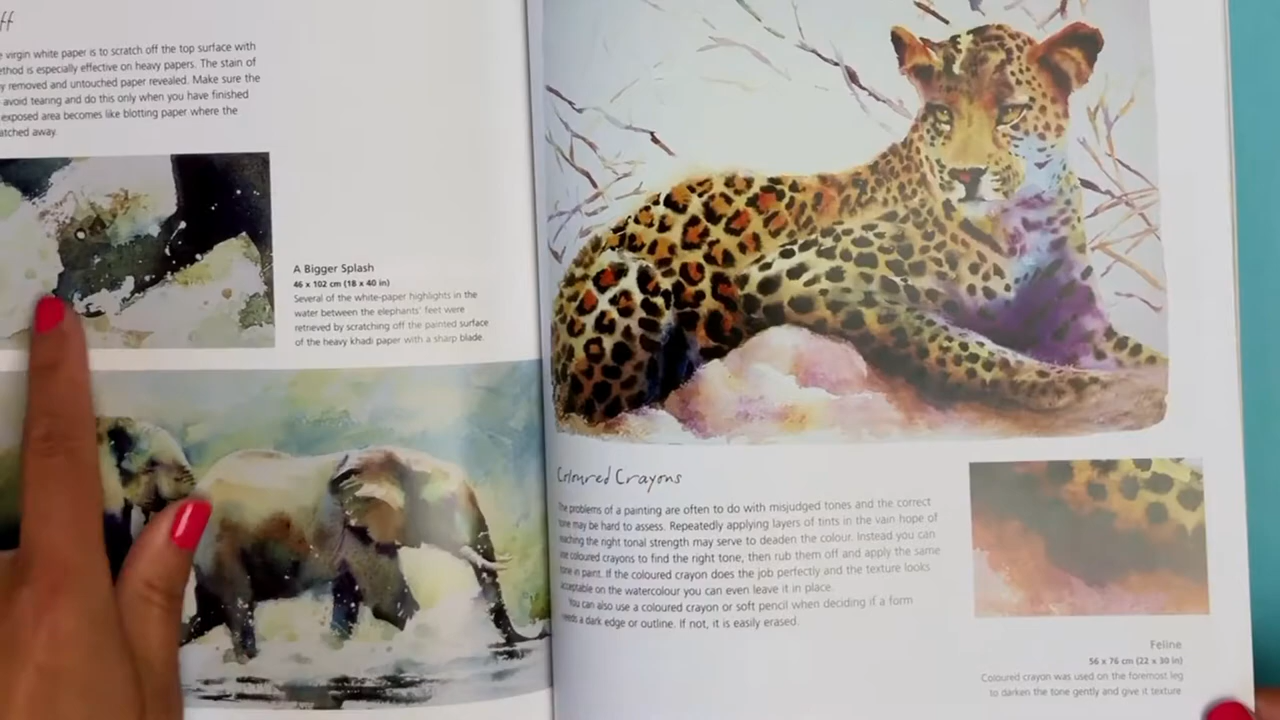 ff
virgin white paper is to scratch off the top surface with
thod is especially effective on heavy papers. The stain of
y removed and untouched paper revealed. Make sure the
avoid tearing and do this only when you have finished
exposed area becomes like blotting paper where the
atched away.
A Bigger Splash
46 x 102 cm (18 x 40 in)
Several of the white-paper highlights in the
water between the elephants' feet were
retrieved by scratching off the painted surface
of the heavy khadi paper with a sharp blade.
Coloured Crayons
The problems of a painting are often to do with misjudged tones and the correct
tone may be hard to assess. Repeatedly applying layers of tints in the vain hope of
reaching the right tonal strength may serve to deaden the colour. Instead you can
use coloured crayons to find the right tone, then rub them off and apply the same
tone in paint. If the coloured crayon does the job perfectly and the texture looks
acceptable on the watercolour you can even leave it in place.
You can also use a coloured crayon or soft pencil when deciding if a form
needs a dark edge or outline. If not, it is easily erased.
Feline
56 x 76 cm (22 x 30 in)
Coloured crayon was used on the foremost leg
to darken the tone gently and give it texture